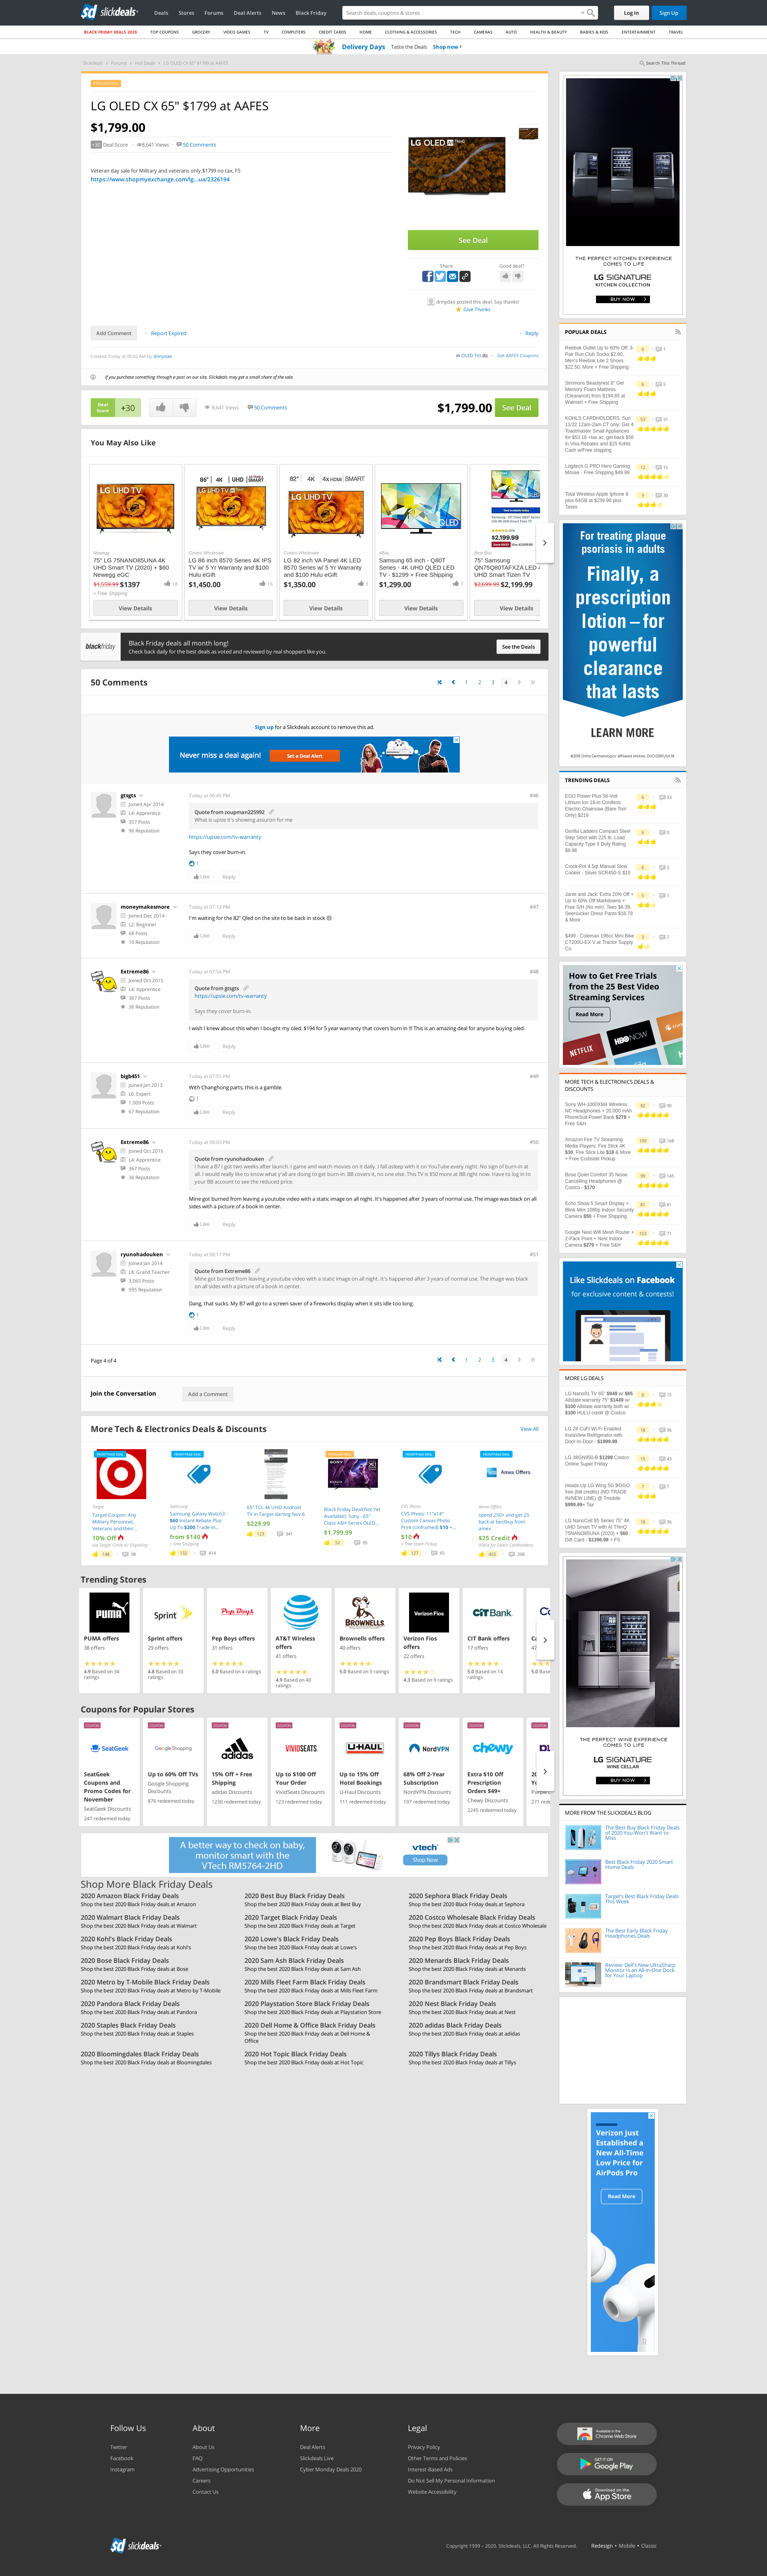 sd slickdeals
Deals Stores Forums Deal Alerts News Black Friday
Search deals, coupons & stores
Log In Sign Up
BLACK FRIDAY DEALS 2020 TOP COUPONS GROCERY VIDEO GAMES TV COMPUTERS CREDIT CARDS HOME CLOTHING & ACCESSORIES TECH CAMERAS AUTO HEALTH & BEAUTY BABIES & KIDS ENTERTAINMENT TRAVEL
Delivery Days Taste the Deals Shop now
Slickdeals Forums Hot Deals LG OLED CX 65" $1799 at AAFES
Search This Thread
LG OLED CX 65" $1799 at AAFES
$1,799.00
+30 Deal Score 8,641 Views 50 Comments
Veteran day sale for Military and veterans only.$1799 no tax, FS
https://www.shopmyexchange.com/lg...ua/2326194
LG OLED AI ThinQ
See Deal
Share Good deal?
dnnydao posted this deal. Say thanks!
Give Thanks
Add Comment Report Expired Reply
Created Today at 05:02 AM by dnnydao
in OLED TVs (6) Get AAFES Coupons
If you purchase something through a post on our site, Slickdeals may get a small share of the sale.
Deal Score +30 8,641 Views 50 Comments $1,799.00 See Deal
You May Also Like
LG UHD TV
Newegg
75" LG 75NANO85UNA 4K UHD Smart TV (2020) + $60 Newegg eGC
$1,559.99 $1397 18
+ Free Shipping
View Details
86" 4K
LG UHD TV
Costco Wholesale
LG 86 inch 8570 Series 4K IPS TV w/ 5 Yr Warranty and $100 Hulu eGift
$1,450.00 16
View Details
82" 4K 4x HDMI SMART
LG UHD TV
Costco Wholesale
LG 82 inch VA Panel 4K LED 8570 Series w/ 5 Yr Warranty and $100 Hulu eGift
$1,350.00 3
View Details
QLED
eBay
Samsung 65 inch - Q80T Series - 4K UHD QLED LED TV - $1299 + Free Shipping
$1,299.00 7
View Details
$2,199.99
Best Buy
75" Samsung QN75Q60TAFXZA LED 4K UHD Smart Tizen TV
$2,699.99 $2,199.99
View Details
blackfriday
Black Friday deals all month long!
Check back daily for the best deals as voted and reviewed by real shoppers like you.
See the Deals
50 Comments
1 2 3 4
Sign up for a Slickdeals account to remove this ad.
Never miss a deal again! Set a Deal Alert
gtsgts
Joined Apr 2014
L4: Apprentice
357 Posts
96 Reputation
Today at 06:45 PM #46
Quote from zoupman225992
What is upsie it's showing assuron for me
https://upsie.com/tv-warranty
Says they cover burn-in.
1
Like Reply
moneymakesmore
Joined Dec 2014
L2: Beginner
68 Posts
10 Reputation
Today at 07:12 PM #47
I'm waiting for the 82" Qled on the site to be back in stock
Like Reply
Extreme86
Joined Oct 2015
L4: Apprentice
367 Posts
36 Reputation
Today at 07:54 PM #48
Quote from gtsgts
https://upsie.com/tv-warranty
Says they cover burn-in.
I wish I knew about this when I bought my oled. $194 for 5 year warranty that covers burn in !!! This is an amazing deal for anyone buying oled.
Like Reply
bigb451
Joined Jan 2013
L6: Expert
1,009 Posts
67 Reputation
Today at 07:55 PM #49
With Changhong parts, this is a gamble.
1
Like Reply
Extreme86
Joined Oct 2015
L4: Apprentice
367 Posts
36 Reputation
Today at 08:03 PM #50
Quote from ryunohadouken
I have a B7 I got two weeks after launch. I game and watch movies on it daily. I fall asleep with it on YouTube every night. No sign of burn-in at all. I would really like to know what y'all are doing to get burn-in. BB covers it, no one else. This TV is $50 more at BB right now. Have to log in to your BB account to see the reduced price.
Mine got burned from leaving a youtube video with a static image on all night. It's happened after 3 years of normal use. The image was black on all sides with a picture of a book in center.
Like Reply
ryunohadouken
Joined Jan 2014
L8: Grand Teacher
3,065 Posts
995 Reputation
Today at 08:17 PM #51
Quote from Extreme86
Mine got burned from leaving a youtube video with a static image on all night. It's happened after 3 years of normal use. The image was black on all sides with a picture of a book in center.
Dang, that sucks. My B7 will go to a screen saver of a fireworks display when it sits idle too long.
1
Like Reply
Page 4 of 4
1 2 3 4
Join the Conversation Add a Comment
More Tech & Electronics Deals & Discounts View All
Target
Target Coupon: Any Military Personnel, Veterans and their...
10% Off
via Target Circle w/ Eligibility
148 98
Samsung
Samsung Galaxy Watch3 - $60 Instant Rebate Plus Up To $200 Trade-in...
from $140
+ Free Shipping
132 414
65" TCL 4k UHD Android TV in Target starting Nov 6
$229.99
123 341
SONY
Black Friday Deal(Not Yet Available): Sony - 65" Class A8H Series OLED...
$1,799.99
52 95
CVS Photo
CVS Photo: 11"x14" Custom Canvas Photo Print (Unframed) $10 +...
$10
+ Free Store Pickup
127 63
Amex Offers
Amex Offers
spend 250+ and get 25 back at bestbuy from amex
$25 Credit
(Valid for Select Cardholders)
453 208
Trending Stores
PUMA
PUMA offers
38 offers
4.9 Based on 34 ratings
Sprint
Sprint offers
29 offers
4.8 Based on 33 ratings
Pep Boys
Pep Boys offers
31 offers
5.0 Based on 4 ratings
AT&T
AT&T Wireless offers
41 offers
4.9 Based on 40 ratings
BROWNELLS
Brownells offers
40 offers
5.0 Based on 3 ratings
Verizon Fios
Verizon Fios offers
22 offers
4.3 Based on 9 ratings
CIT BANK
CIT Bank offers
17 offers
5.0 Based on 14 ratings
Coupons for Popular Stores
SeatGeek
SeatGeek Coupons and Promo Codes for November
SeatGeek Discounts
247 redeemed today
Google Shopping
Up to 60% Off TVs
Google Shopping Discounts
876 redeemed today
adidas
15% Off + Free Shipping
adidas Discounts
1230 redeemed today
VIVIDSEATS.
Up to $100 Off Your Order
VividSeats Discounts
123 redeemed today
U-HAUL
Up to 15% Off Hotel Bookings
U-Haul Discounts
111 redeemed today
NordVPN
68% Off 2-Year Subscription
NordVPN Discounts
197 redeemed today
chewy
Extra $10 Off Prescription Orders $49+
Chewy Discounts
2245 redeemed today
A better way to check on baby, monitor smart with the VTech RM5764-2HD
vtech Shop Now
Shop More Black Friday Deals
2020 Amazon Black Friday Deals
Shop the best 2020 Black Friday deals at Amazon
2020 Best Buy Black Friday Deals
Shop the best 2020 Black Friday deals at Best Buy
2020 Sephora Black Friday Deals
Shop the best 2020 Black Friday deals at Sephora
2020 Walmart Black Friday Deals
Shop the best 2020 Black Friday deals at Walmart
2020 Target Black Friday Deals
Shop the best 2020 Black Friday deals at Target
2020 Costco Wholesale Black Friday Deals
Shop the best 2020 Black Friday deals at Costco Wholesale
2020 Kohl's Black Friday Deals
Shop the best 2020 Black Friday deals at Kohl's
2020 Lowe's Black Friday Deals
Shop the best 2020 Black Friday deals at Lowe's
2020 Pep Boys Black Friday Deals
Shop the best 2020 Black Friday deals at Pep Boys
2020 Bose Black Friday Deals
Shop the best 2020 Black Friday deals at Bose
2020 Sam Ash Black Friday Deals
Shop the best 2020 Black Friday deals at Sam Ash
2020 Menards Black Friday Deals
Shop the best 2020 Black Friday deals at Menards
2020 Metro by T-Mobile Black Friday Deals
Shop the best 2020 Black Friday deals at Metro by T-Mobile
2020 Mills Fleet Farm Black Friday Deals
Shop the best 2020 Black Friday deals at Mills Fleet Farm
2020 Brandsmart Black Friday Deals
Shop the best 2020 Black Friday deals at Brandsmart
2020 Pandora Black Friday Deals
Shop the best 2020 Black Friday deals at Pandora
2020 Playstation Store Black Friday Deals
Shop the best 2020 Black Friday deals at Playstation Store
2020 Nest Black Friday Deals
Shop the best 2020 Black Friday deals at Nest
2020 Staples Black Friday Deals
Shop the best 2020 Black Friday deals at Staples
2020 Dell Home & Office Black Friday Deals
Shop the best 2020 Black Friday deals at Dell Home & Office
2020 adidas Black Friday Deals
Shop the best 2020 Black Friday deals at adidas
2020 Bloomingdales Black Friday Deals
Shop the best 2020 Black Friday deals at Bloomingdales
2020 Hot Topic Black Friday Deals
Shop the best 2020 Black Friday deals at Hot Topic
2020 Tillys Black Friday Deals
Shop the best 2020 Black Friday deals at Tillys
THE PERFECT KITCHEN EXPERIENCE
COMES TO LIFE
LG SIGNATURE
KITCHEN COLLECTION
BUY NOW
POPULAR DEALS
Reebok Outlet Up to 60% Off: 3-Pair Run Club Socks $2.80, Men's Reebok Lite 2 Shoes $22.50, More + Free Shipping
Simmons Beautyrest 8" Gel Memory Foam Mattress (Clearance) from $194.65 at Walmart + Free Shipping
KOHLS CARDHOLDERS: Sun 11/22 12am-2am CT only: Get 4 Toastmaster Small Appliances for $53.16 +tax ac, get back $56 in Visa Rebates and $15 Kohls Cash w/Free shipping
Logitech G PRO Hero Gaming Mouse - Free Shipping $49.99
Total Wireless Apple Iphone 8 plus 64GB at $239.98 plus Taxes
For treating plaque psoriasis in adults
Finally, a prescription lotion – for powerful clearance that lasts
LEARN MORE
TRENDING DEALS
EGO Power Plus 56-Volt Lithium Ion 18-in Cordless Electric Chainsaw (Bare Tool Only) $219
Gorilla Ladders Compact Steel Step Stool with 225 lb. Load Capacity Type II Duty Rating $9.88
Crock-Pot 4.5qt Manual Slow Cooker - Silver SCR450-S $10
Jante and Jack: Extra 20% Off + Up to 60% Off Markdowns + Free S/H (No min): Tees $6.39, Seersucker Dress Pants $16.79 & More
$499 - Coleman 196cc Mini Bike CT200U-EX V at Tractor Supply Co
How to Get Free Trials from the 25 Best Video Streaming Services
Read More
NETFLIX HBO NOW
MORE TECH & ELECTRONICS DEALS & DISCOUNTS
Sony WH-1000XM4 Wireless NC Headphones + 20,000 mAh PhoneSuit Power Bank $278 + Free S&H
Amazon Fire TV Streaming Media Players: Fire Stick 4K $30, Fire Stick Lite $18 & More + Free Curbside Pickup
Bose Quiet Comfort 35 Noise Cancelling Headphones @ Costco - $170
Echo Show 5 Smart Display + Blink Mini 1080p Indoor Security Camera $50 + Free Shipping
Google Nest Wifi Mesh Router + 2-Pack Point + Nest Indoor Camera $279 + Free S&H
Like Slickdeals on Facebook
for exclusive content & contests!
MORE LG DEALS
LG Nano91 TV 65" $949 w/ $65 Allstate warranty 75" $1449 w/ $100 Allstate warranty both w/ $100 HULU credit @ Costco
LG 28 CuFt Wi-Fi Enabled InstaView Refrigerator with Door-in-Door - $1999.98
LG 38GN950-B $1299 Costco Online Super Friday
Heads Up LG Wing 5G BOGO free (bill credits) (NO TRADE IN/NEW LINE) @ Tmobile $999.99+ Tax
LG NanoCell 85 Series 75" 4K UHD Smart TV with AI ThinQ 75NANO85UNA (2020) + $60 Gift Card - $1396.99 + FS
THE PERFECT WINE EXPERIENCE
COMES TO LIFE
LG SIGNATURE
WINE CELLAR
BUY NOW
MORE FROM THE SLICKDEALS BLOG
The Best Buy Black Friday Deals of 2020 You Won't Want to Miss
Best Black Friday 2020 Smart Home Deals
Target's Best Black Friday Deals This Week
The Best Early Black Friday Headphones Deals
Review: Dell's New UltraSharp Monitor Is an All-in-One Dock for Your Laptop
Verizon Just Established a New All-Time Low Price for AirPods Pro
Read More
Follow Us
Twitter
Facebook
Instagram
About
About Us
FAQ
Advertising Opportunities
Careers
Contact Us
More
Deal Alerts
Slickdeals Live
Cyber Monday Deals 2020
Legal
Privacy Policy
Other Terms and Policies
Interest-Based Ads
Do Not Sell My Personal Information
Website Accessibility
Available in the Chrome Web Store
GET IT ON Google Play
Download on the App Store
sd slickdeals
Copyright 1999 - 2020. Slickdeals, LLC. All Rights Reserved. Redesign • Mobile • Classic